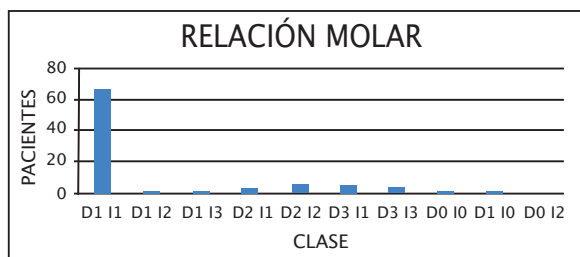 RELACIÓN MOLAR
80
60
40
20
0
PACIENTES
D1 I1 D1 I2 D1 I3 D2 I1 D2 I2 D3 I1 D3 I3 D0 I0 D1 I0 D0 I2
CLASE